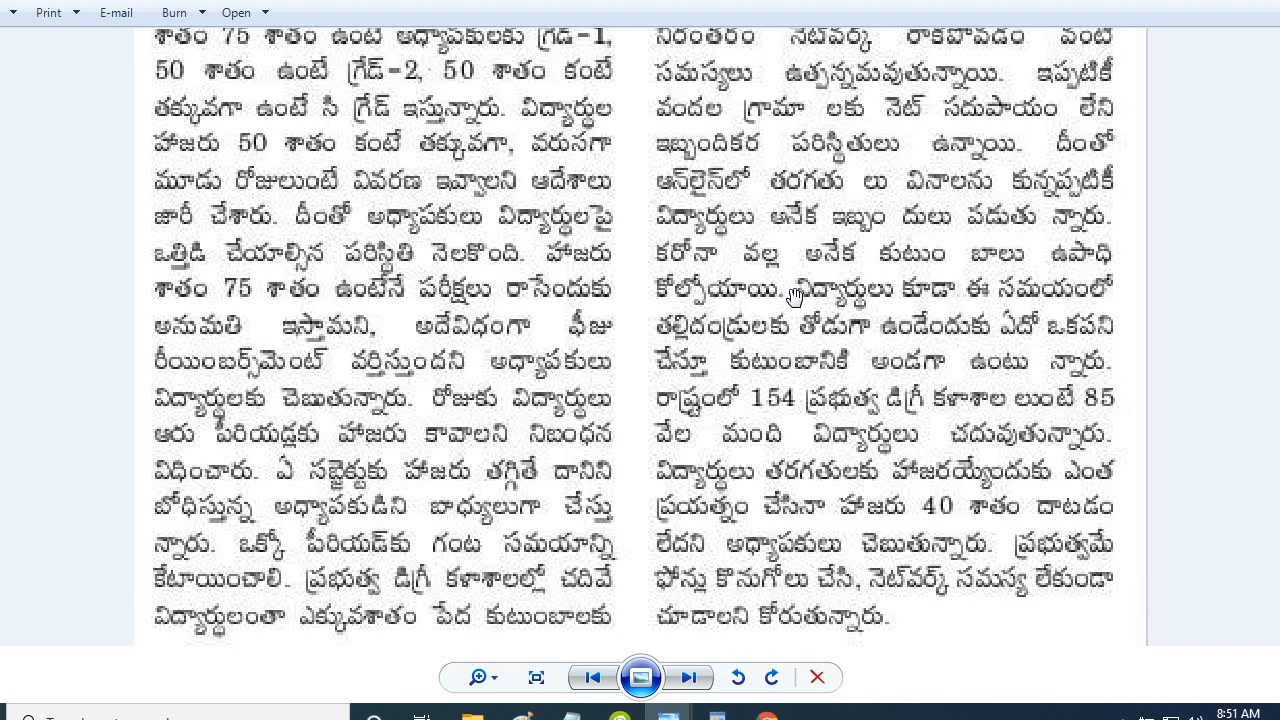 Print E-mail Burn Open
శాతం 75 శాతం ఉంటే అధ్యాపకులకు గ్రేడ్-1,
50 శాతం ఉంటే గ్రేడ్-2, 50 శాతం కంటే
తక్కువగా ఉంటే సి గ్రేడ్ ఇస్తున్నారు. విద్యార్థుల
హాజరు 50 శాతం కంటే తక్కువగా, వరుసగా
మూడు రోజులుంటే వివరణ ఇవ్వాలని ఆదేశాలు
జారీ చేశారు. దీంతో అధ్యాపకులు విద్యార్థులపై
ఒత్తిడి చేయాల్సిన పరిస్థితి నెలకొంది. హాజరు
శాతం 75 శాతం ఉంటేనే పరీక్షలు రాసేందుకు
అనుమతి ఇస్తామని, అదేవిధంగా ఫీజు
రీయింబర్స్‌మెంట్ వర్తిస్తుందని అధ్యాపకులు
విద్యార్థులకు చెబుతున్నారు. రోజుకు విద్యార్థులు
ఆరు పీరియడ్లకు హాజరు కావాలని నిబంధన
విధించారు. ఏ సబ్జెక్టుకు హాజరు తగ్గితే దానిని
బోధిస్తున్న అధ్యాపకుడిని బాధ్యులుగా చేస్తు
న్నారు. ఒక్కో పీరియడ్‌కు గంట సమయాన్ని
కేటాయించాలి. ప్రభుత్వ డిగ్రీ కళాశాలల్లో చదివే
విద్యార్థులంతా ఎక్కువశాతం పేద కుటుంబాలకు
నిరంతరం నెట్‌వర్క్ రాకపోవడం వంటి
సమస్యలు ఉత్పన్నమవుతున్నాయి. ఇప్పటికీ
వందల గ్రామా లకు నెట్ సదుపాయం లేని
ఇబ్బందికర పరిస్థితులు ఉన్నాయి. దీంతో
ఆన్‌లైన్‌లో తరగతు లు వినాలను కున్నప్పటికీ
విద్యార్థులు అనేక ఇబ్బం దులు పడుతు న్నారు.
కరోనా వల్ల అనేక కుటుం బాలు ఉపాధి
కోల్పోయాయి. విద్యార్థులు కూడా ఈ సమయంలో
తల్లిదండ్రులకు తోడుగా ఉండేందుకు ఏదో ఒకపని
చేస్తూ కుటుంబానికి అండగా ఉంటు న్నారు.
రాష్ట్రంలో 154 ప్రభుత్వ డిగ్రీ కళాశాల లుంటే 85
వేల మంది విద్యార్థులు చదువుతున్నారు.
విద్యార్థులు తరగతులకు హాజరయ్యేందుకు ఎంత
ప్రయత్నం చేసినా హాజరు 40 శాతం దాటడం
లేదని అధ్యాపకులు చెబుతున్నారు. ప్రభుత్వమే
ఫోన్లు కొనుగోలు చేసి, నెట్‌వర్క్ సమస్య లేకుండా
చూడాలని కోరుతున్నారు.
8:51 AM